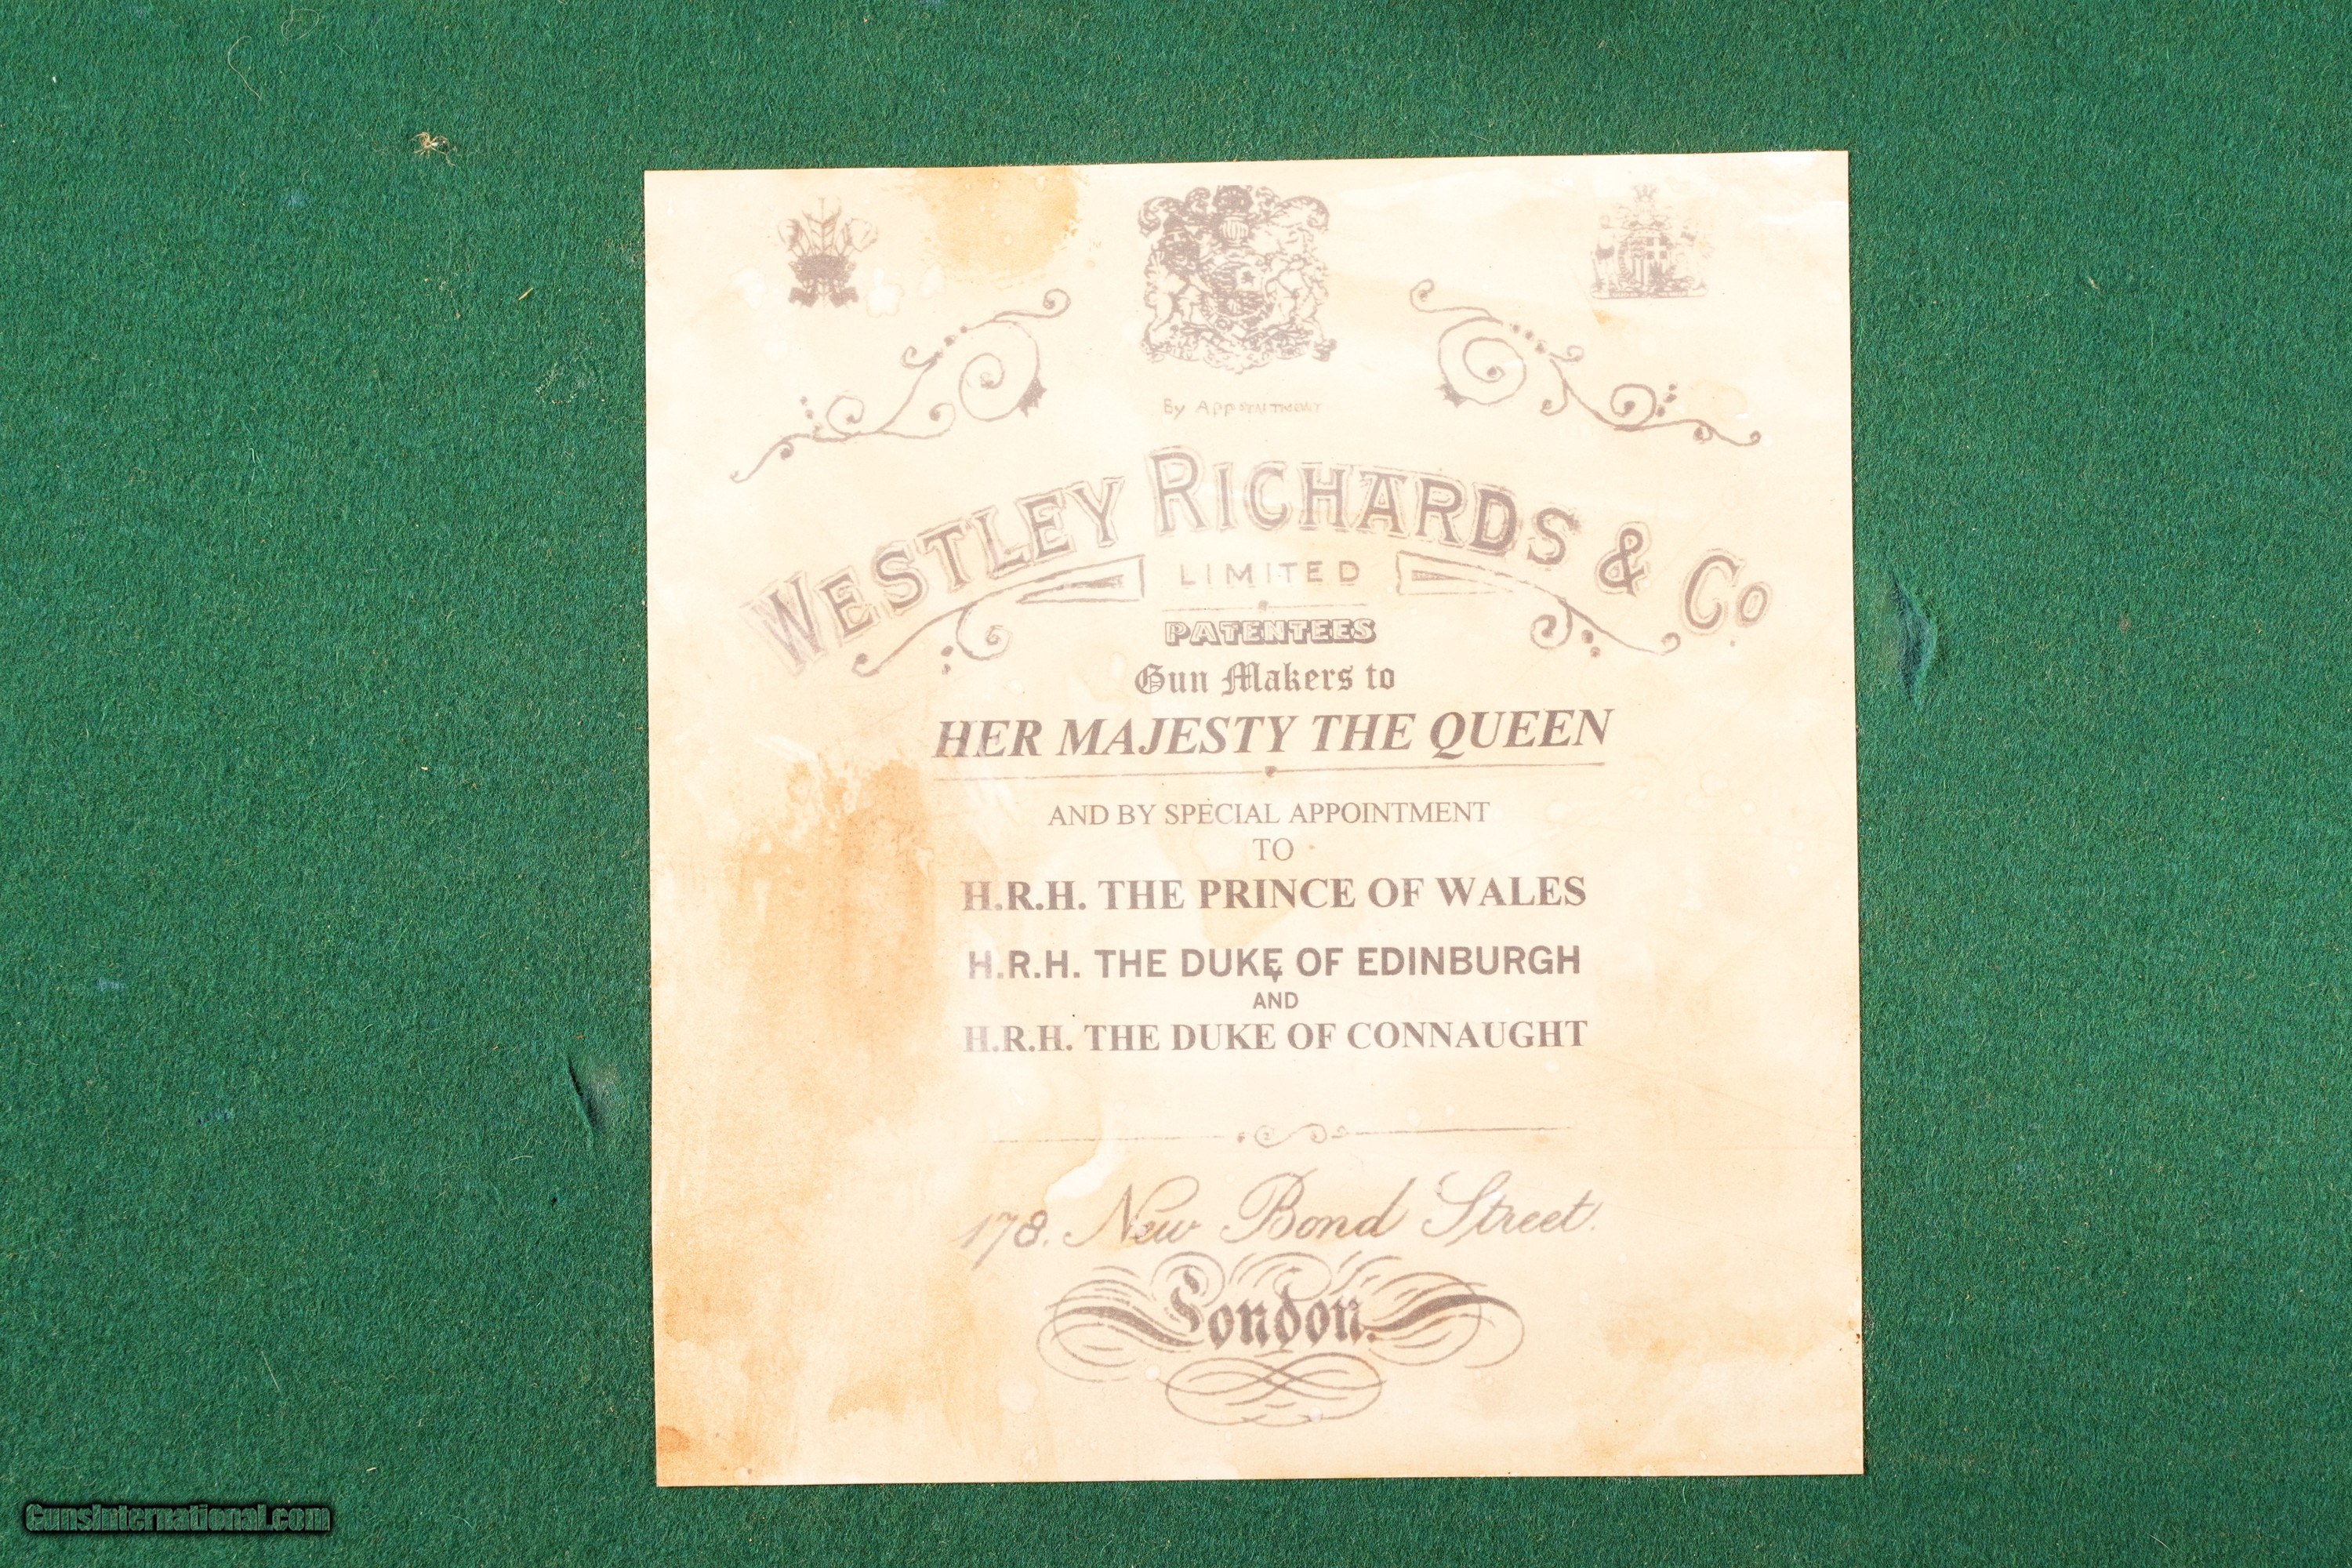 By Appointment
WESTLEY RICHARDS & Co
LIMITED
PATENTEES
Gun Makers to
HER MAJESTY THE QUEEN
AND BY SPECIAL APPOINTMENT
TO
H.R.H. THE PRINCE OF WALES
H.R.H. THE DUKE OF EDINBURGH
AND
H.R.H. THE DUKE OF CONNAUGHT
178. New Bond Street.
London.
GunsInternational.com